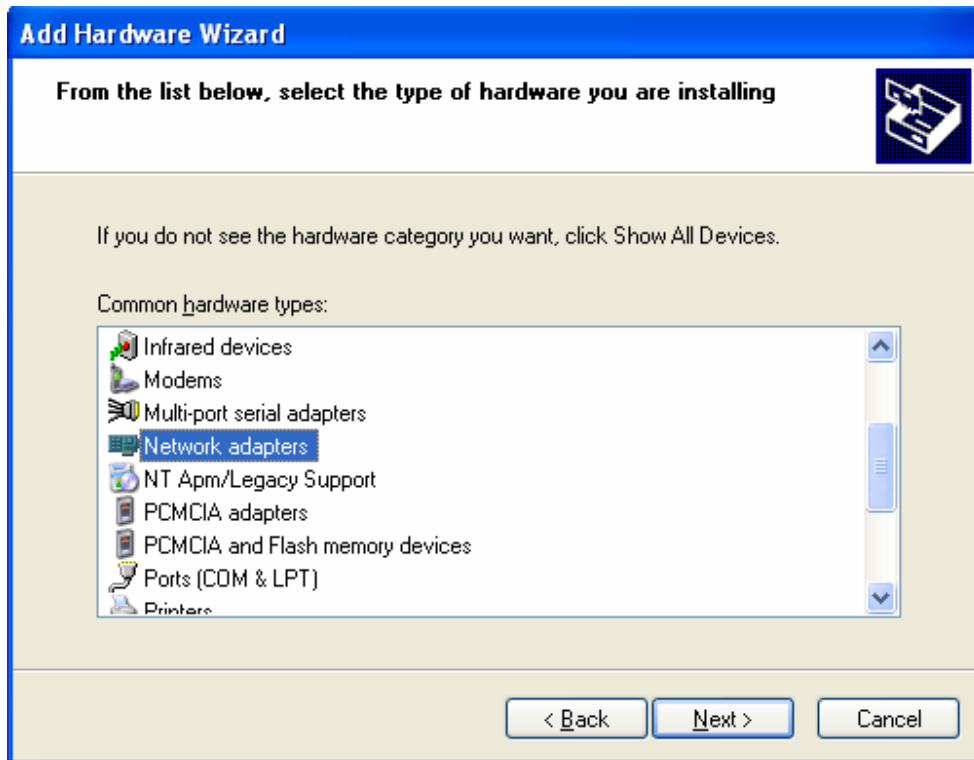 Add Hardware Wizard
From the list below, select the type of hardware you are installing
If you do not see the hardware category you want, click Show All Devices.
Common hardware types:
Infrared devices
Modems
Multi-port serial adapters
Network adapters
NT Apm/Legacy Support
PCMCIA adapters
PCMCIA and Flash memory devices
Ports (COM & LPT)
Printers
< Back
Next >
Cancel